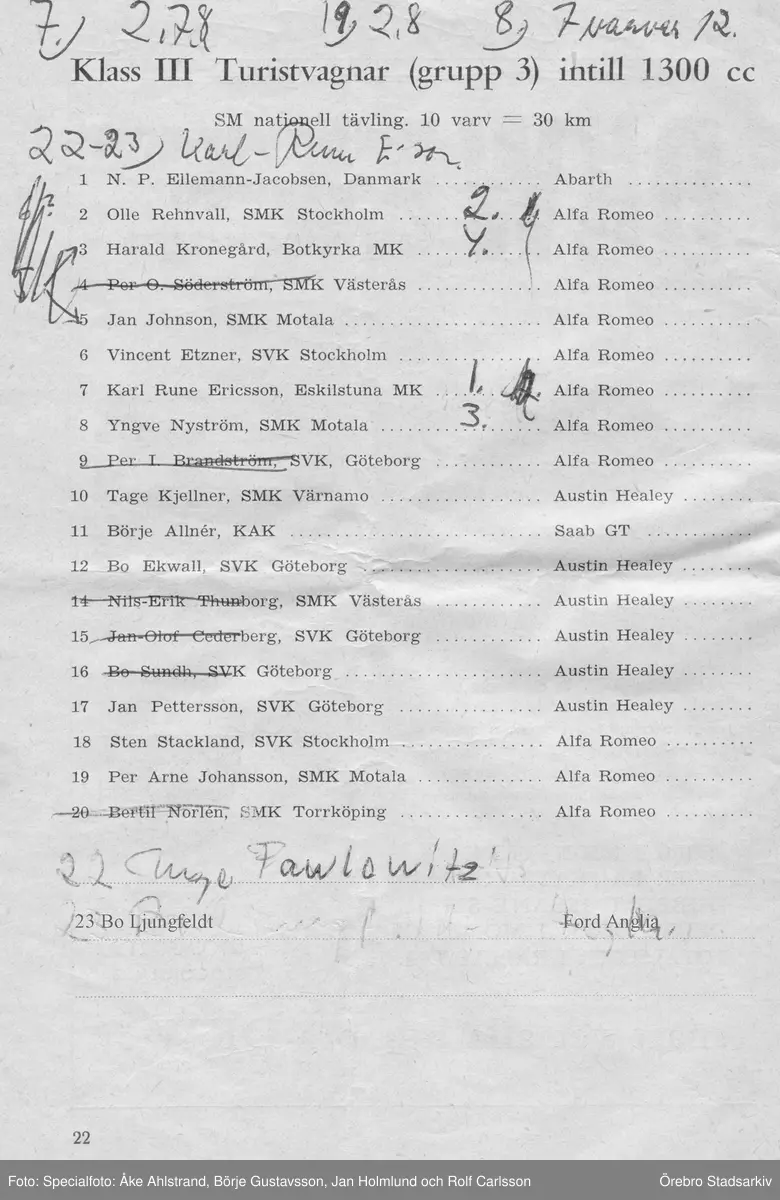 7.) 2,78 19) 2,8 8) 7 varver 12.
Klass III Turistvagnar (grupp 3) intill 1300 cc
SM nationell tävling. 10 varv = 30 km
22-23) Karl-Rune E-son.
1 N. P. Ellemann-Jacobsen, Danmark ............ Abarth ..............
2 Olle Rehnvall, SMK Stockholm ........ 2. Alfa Romeo ..........
3 Harald Kronegård, Botkyrka MK ...... 4. Alfa Romeo ..........
4 Per O. Söderström, SMK Västerås .............. Alfa Romeo ..........
5 Jan Johnson, SMK Motala ...................... Alfa Romeo ..........
6 Vincent Etzner, SVK Stockholm ................ Alfa Romeo ..........
7 Karl Rune Ericsson, Eskilstuna MK .... 1. Alfa Romeo ..........
8 Yngve Nyström, SMK Motala ........ 3. Alfa Romeo ..........
9 Per I. Brandström, SVK, Göteborg ............ Alfa Romeo ..........
10 Tage Kjellner, SMK Värnamo .................. Austin Healey ........
11 Börje Allnér, KAK ............................ Saab GT ............
12 Bo Ekwall, SVK Göteborg .................... Austin Healey ........
14 Nils-Erik Thunborg, SMK Västerås ............ Austin Healey ........
15 Jan-Olof Cederberg, SVK Göteborg ............ Austin Healey ........
16 Bo Sundh, SVK Göteborg ...................... Austin Healey ........
17 Jan Pettersson, SVK Göteborg ................ Austin Healey ........
18 Sten Stackland, SVK Stockholm ................ Alfa Romeo ..........
19 Per Arne Johansson, SMK Motala .............. Alfa Romeo ..........
20 Bertil Norlén, SMK Torrköping ................ Alfa Romeo ..........
22 Inge Pawlowitz
23 Bo Ljungfeldt Ford Anglia
22
Foto: Specialfoto: Åke Ahlstrand, Börje Gustavsson, Jan Holmlund och Rolf Carlsson Örebro Stadsarkiv